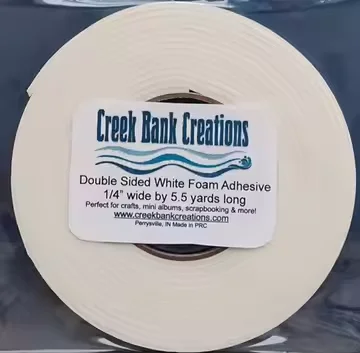 Creek Bank Creations
Double Sided White Foam Adhesive
1/4" wide by 5.5 yards long
Perfect for crafts, mini albums, scrapbooking & more!
www.creekbankcreations.com
Perrysville, IN Made in PRC